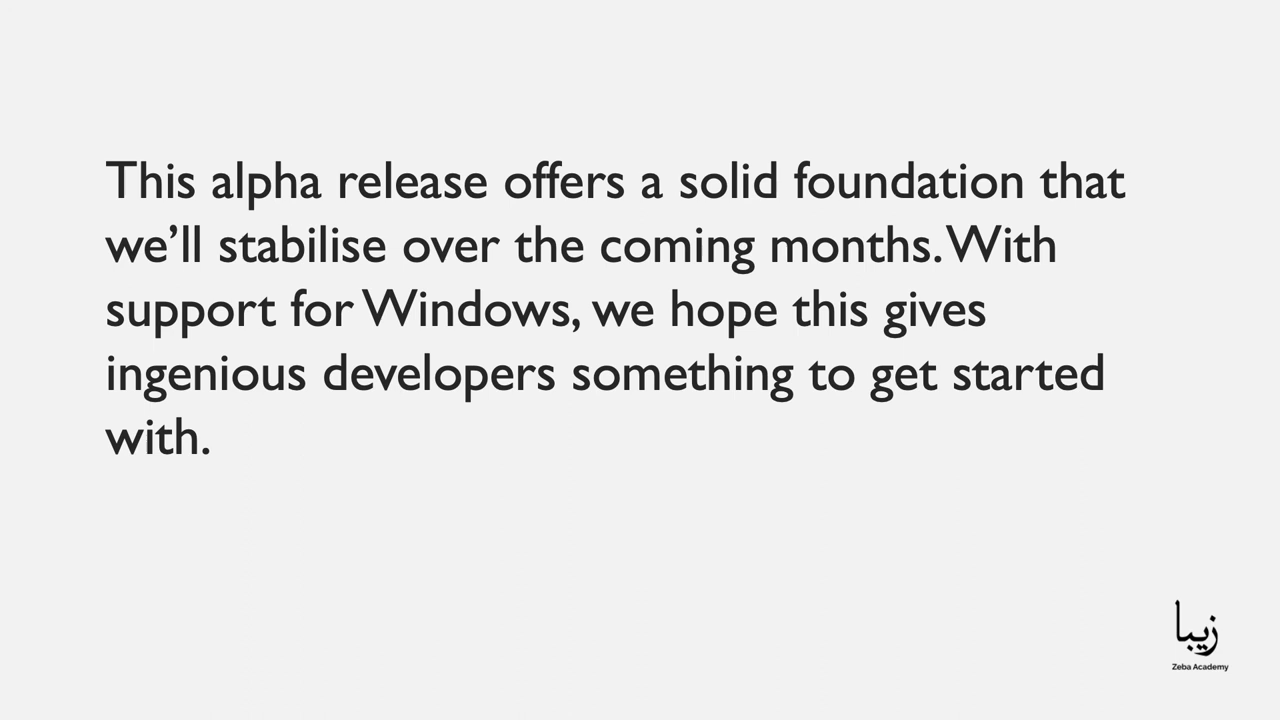 This alpha release offers a solid foundation that
we’ll stabilise over the coming months. With
support for Windows, we hope this gives
ingenious developers something to get started
with.
زیبا
Zeba Academy